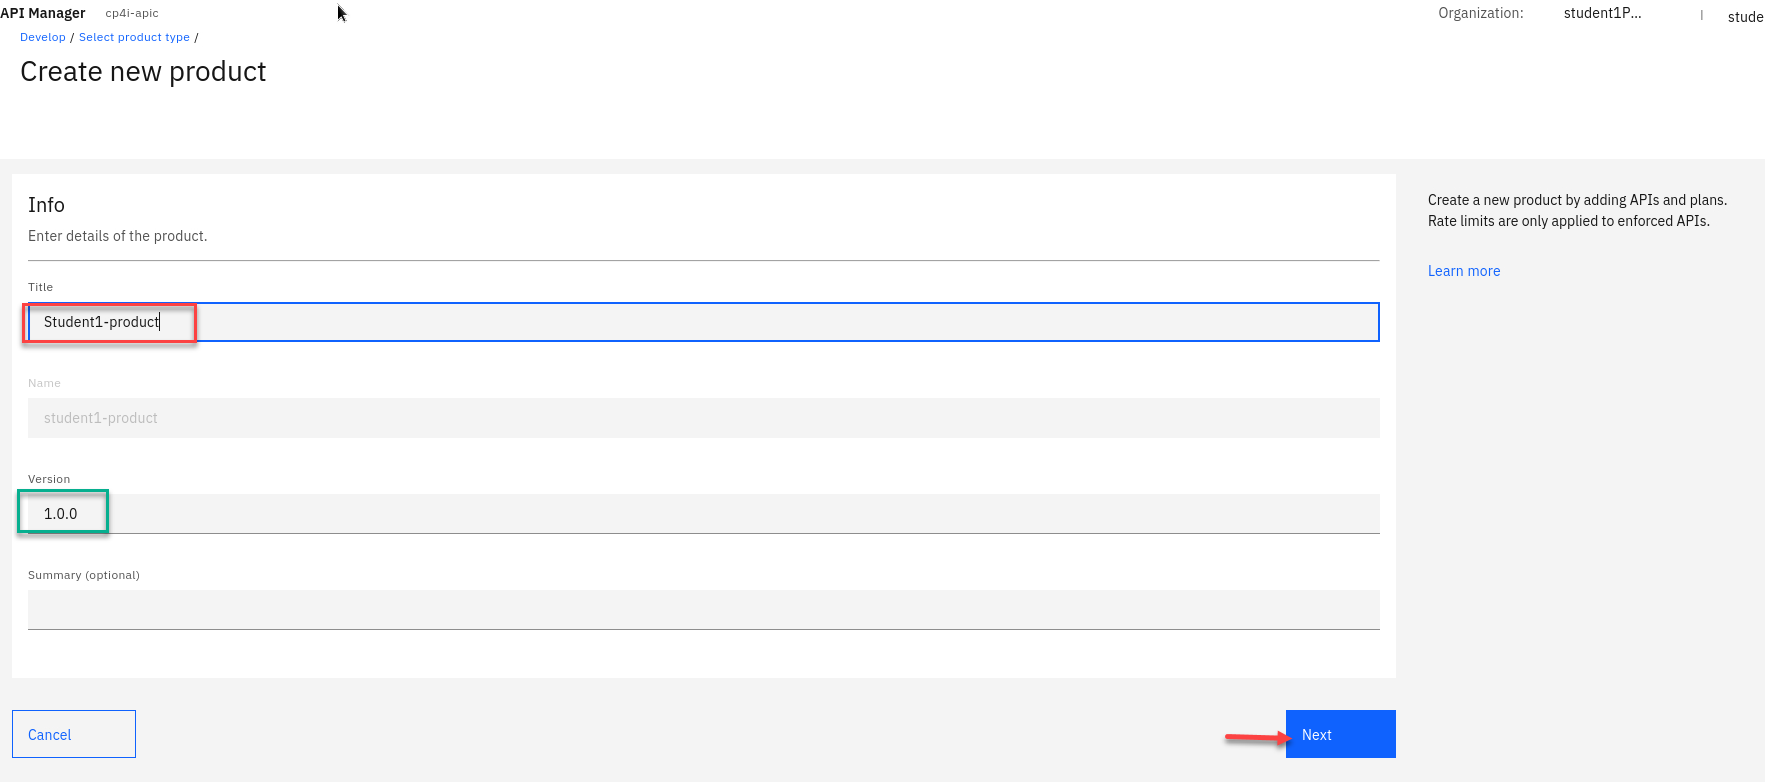 API Manager cp4i-apic Organization: student1P... | stude
Develop / Select product type /
Create new product
Info
Enter details of the product.
Title
Student1-product
Name
student1-product
Version
1.0.0
Summary (optional)
Cancel
Next
Create a new product by adding APIs and plans.
Rate limits are only applied to enforced APIs.
Learn more